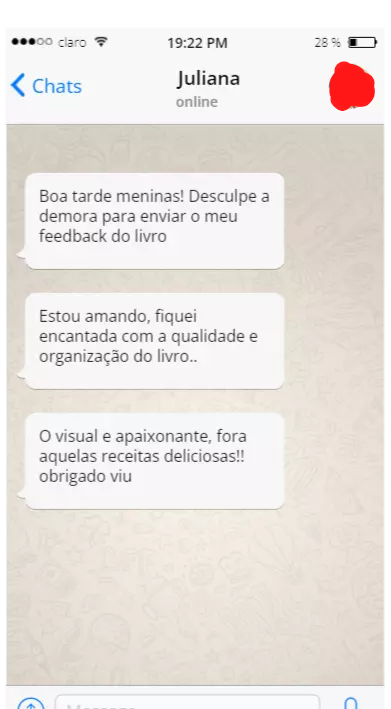 claro 19:22 PM 28 %
Chats Juliana
online
Boa tarde meninas! Desculpe a
demora para enviar o meu
feedback do livro
Estou amando, fiquei
encantada com a qualidade e
organização do livro..
O visual e apaixonante, fora
aquelas receitas deliciosas!!
obrigado viu